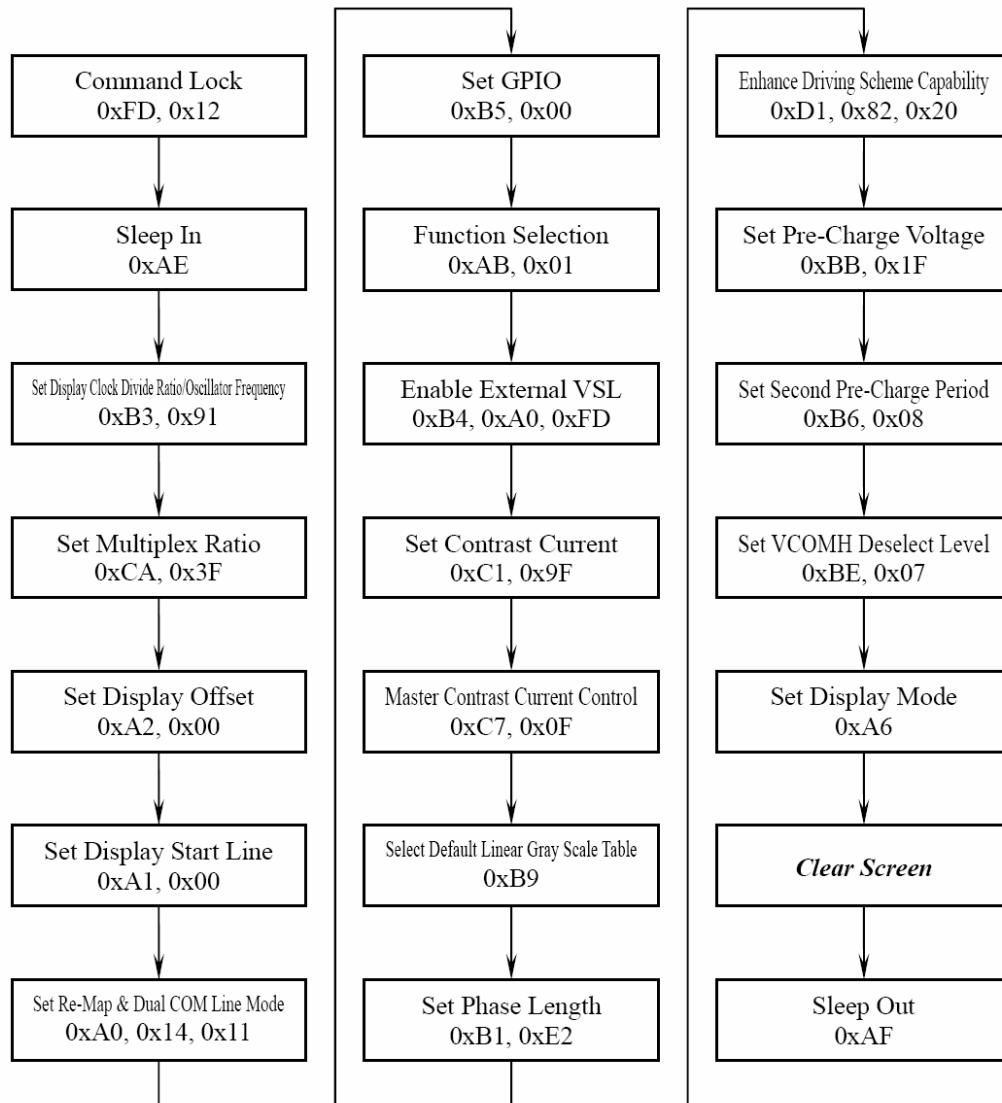 Command Lock
0xFD, 0x12
Sleep In
0xAE
Set Display Clock Divide Ratio/Oscillator Frequency
0xB3, 0x91
Set Multiplex Ratio
0xCA, 0x3F
Set Display Offset
0xA2, 0x00
Set Display Start Line
0xA1, 0x00
Set Re-Map & Dual COM Line Mode
0xA0, 0x14, 0x11
Set GPIO
0xB5, 0x00
Function Selection
0xAB, 0x01
Enable External VSL
0xB4, 0xA0, 0xFD
Set Contrast Current
0xC1, 0x9F
Master Contrast Current Control
0xC7, 0x0F
Select Default Linear Gray Scale Table
0xB9
Set Phase Length
0xB1, 0xE2
Enhance Driving Scheme Capability
0xD1, 0x82, 0x20
Set Pre-Charge Voltage
0xBB, 0x1F
Set Second Pre-Charge Period
0xB6, 0x08
Set VCOMH Deselect Level
0xBE, 0x07
Set Display Mode
0xA6
Clear Screen
Sleep Out
0xAF